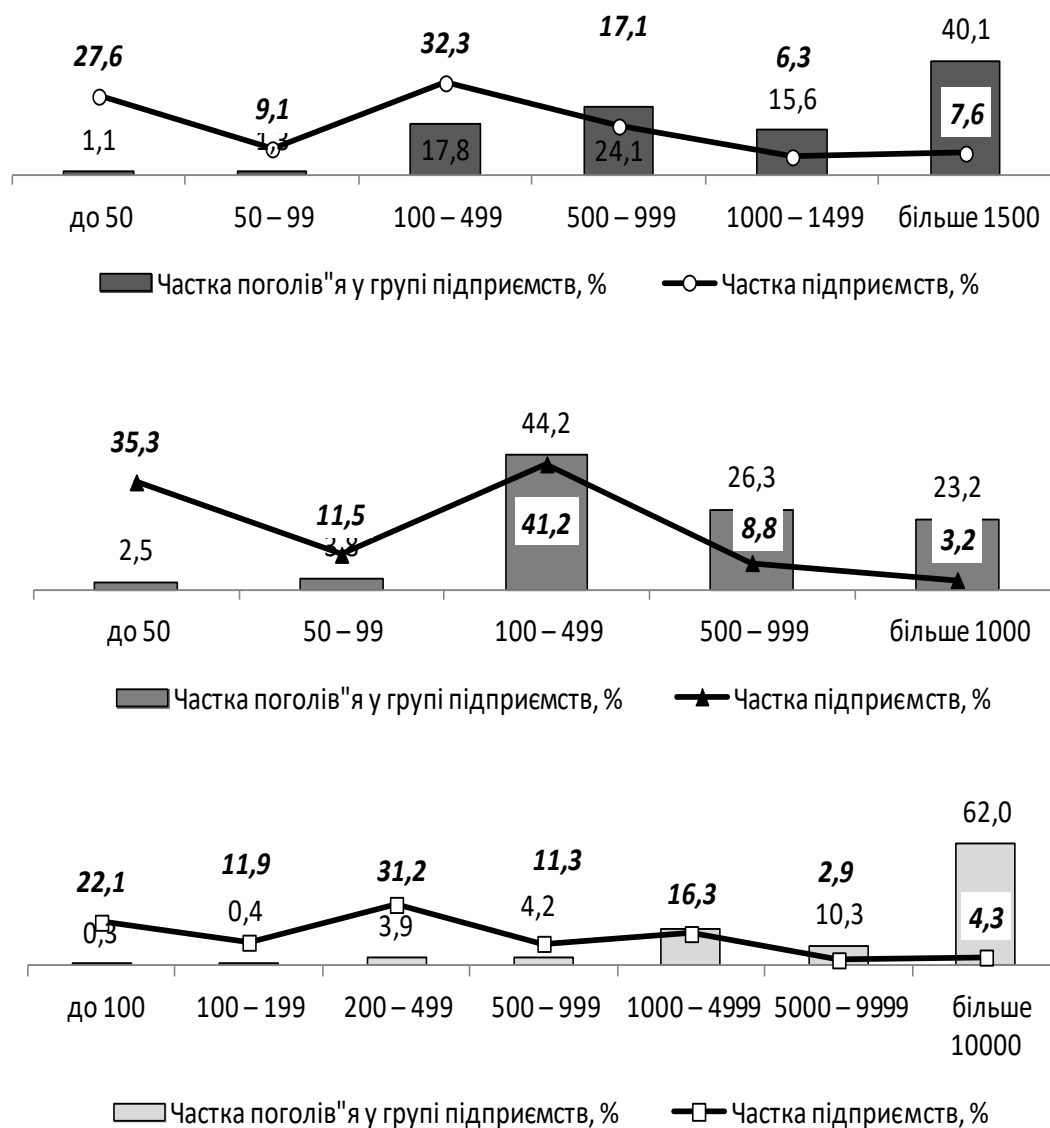 27,6 9,1 32,3 17,1 6,3 40,1
1,1 1,3 17,8 24,1 15,6 7,6
до 50 50 – 99 100 – 499 500 – 999 1000 – 1499 більше 1500
Частка поголів"я у групі підприємств, % Частка підприємств, %
35,3 11,5 44,2 26,3 23,2
2,5 3,8 41,2 8,8 3,2
до 50 50 – 99 100 – 499 500 – 999 більше 1000
Частка поголів"я у групі підприємств, % Частка підприємств, %
22,1 11,9 31,2 11,3 16,3 2,9 62,0
0,3 0,4 3,9 4,2 10,3 4,3
до 100 100 – 199 200 – 499 500 – 999 1000 – 4999 5000 – 9999 більше
10000
Частка поголів"я у групі підприємств, % Частка підприємств, %